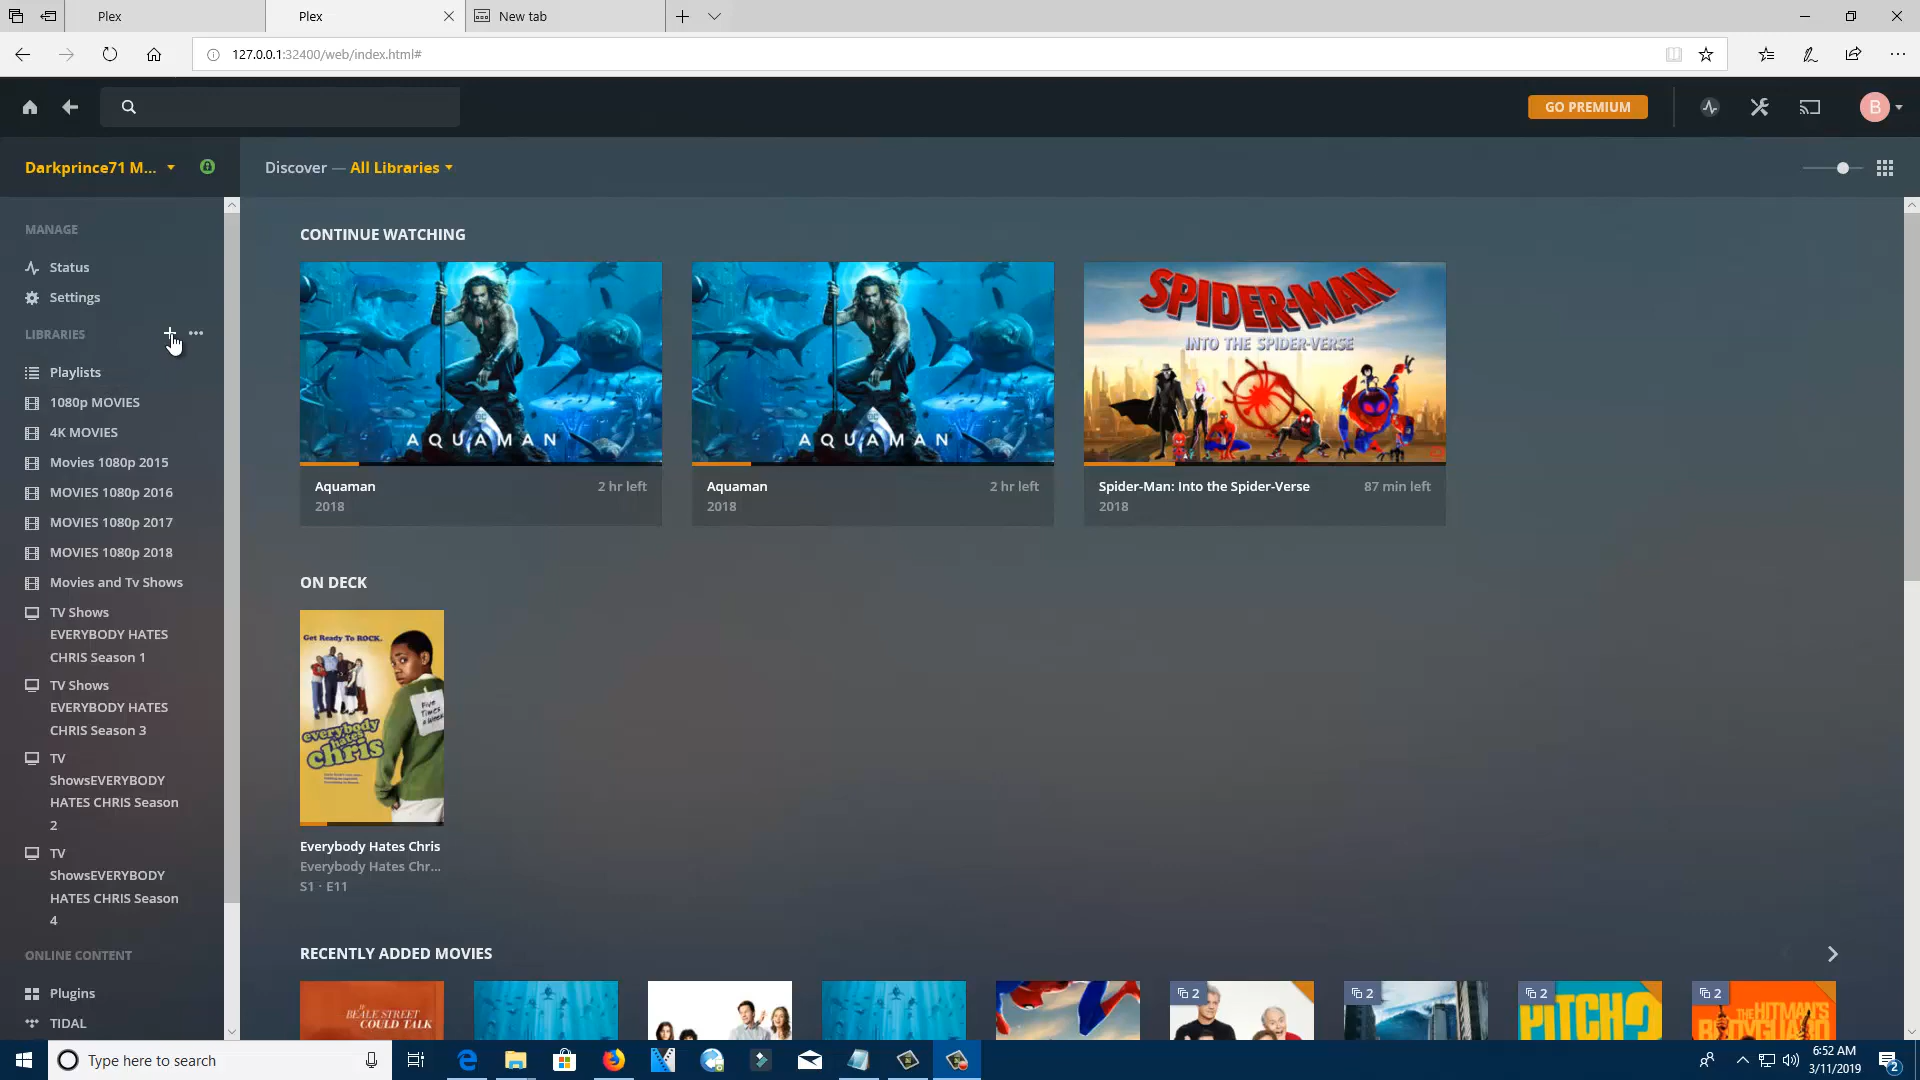 Plex
Plex
New tab
127.0.0.1:32400/web/index.html#
GO PREMIUM
B
Darkprince71 M...
Discover — All Libraries
MANAGE
Status
Settings
LIBRARIES
Playlists
1080p MOVIES
4K MOVIES
Movies 1080p 2015
MOVIES 1080p 2016
MOVIES 1080p 2017
MOVIES 1080p 2018
Movies and Tv Shows
TV Shows
EVERYBODY HATES
CHRIS Season 1
TV Shows
EVERYBODY HATES
CHRIS Season 3
TV
ShowsEVERYBODY
HATES CHRIS Season
2
TV
ShowsEVERYBODY
HATES CHRIS Season
4
ONLINE CONTENT
Plugins
TIDAL
CONTINUE WATCHING
AQUAMAN
AQUAMAN
SPIDER-MAN
INTO THE SPIDER-VERSE
Aquaman 2 hr left
2018
Aquaman 2 hr left
2018
Spider-Man: Into the Spider-Verse 87 min left
2018
ON DECK
Get Ready To ROCK.
FIVE
TIMES A
everybody
hates
chris
Everybody Hates Chris
Everybody Hates Chr...
S1 · E11
RECENTLY ADDED MOVIES
BEALE STREET
COULD TALK
2
2
2
PITCH?
2
THE HITMAN'S
BODYGUARD
Type here to search
6:52 AM
3/11/2019
2